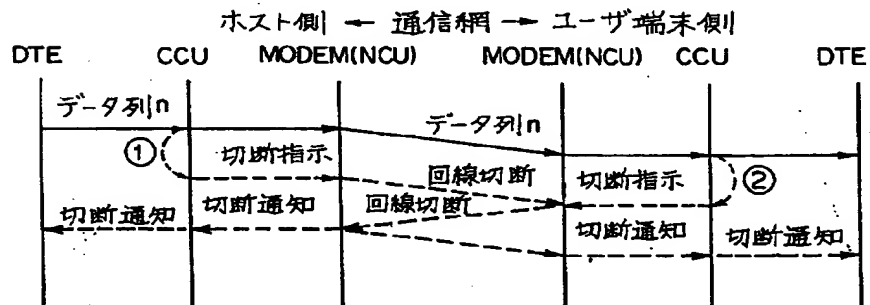 ホスト側 ← 通信網 → ユーザ端末側
DTE CCU MODEM(NCU) MODEM(NCU) CCU DTE
データ列n
データ列n
① 切断指示 回線切断 切断指示 ②
切断通知 切断通知 回線切断 切断通知 切断通知